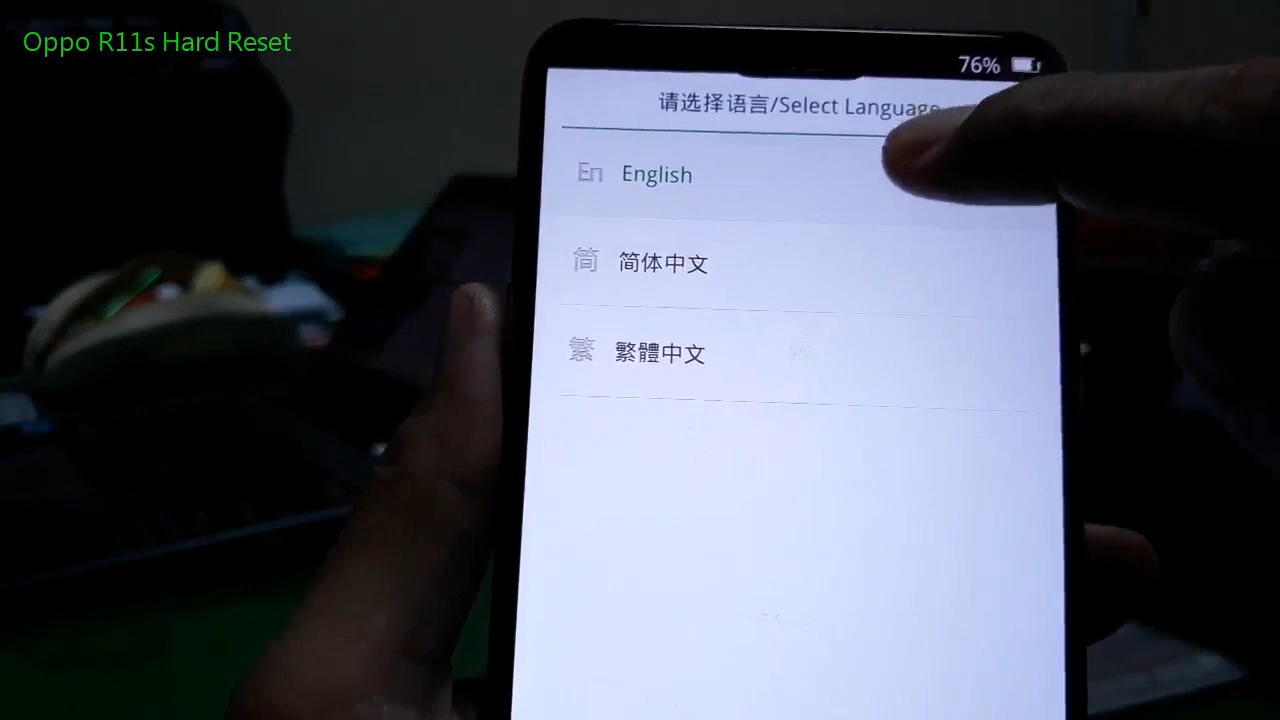 Oppo R11s Hard Reset
76%
请选择语言/Select Language
En English
简 简体中文
繁 繁體中文